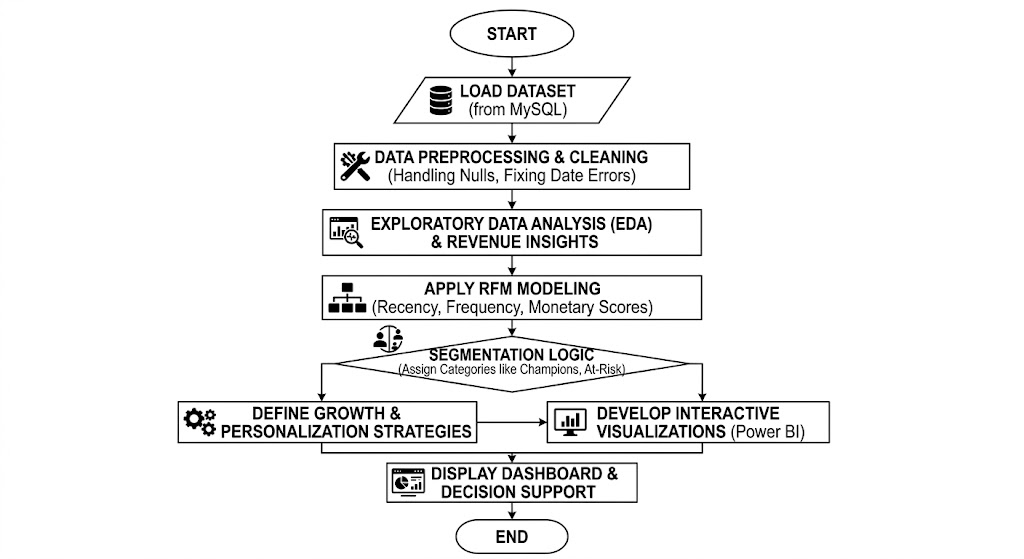 START
LOAD DATASET
(from MySQL)
DATA PREPROCESSING & CLEANING
(Handling Nulls, Fixing Date Errors)
EXPLORATORY DATA ANALYSIS (EDA)
& REVENUE INSIGHTS
APPLY RFM MODELING
(Recency, Frequency, Monetary Scores)
SEGMENTATION LOGIC
(Assign Categories like Champions, At-Risk)
DEFINE GROWTH &
PERSONALIZATION STRATEGIES
DEVELOP INTERACTIVE
VISUALIZATIONS (Power BI)
DISPLAY DASHBOARD &
DECISION SUPPORT
END